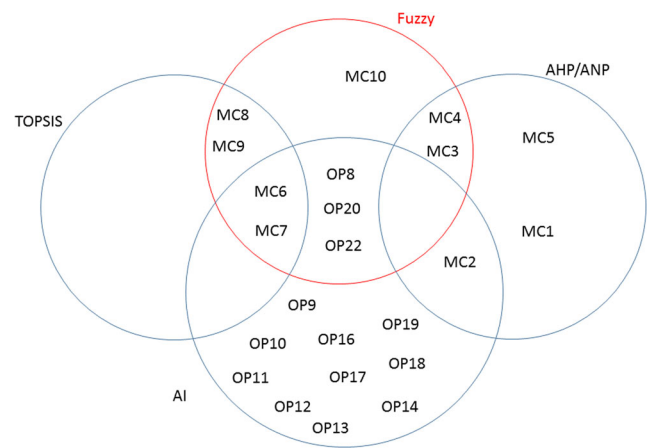 Fuzzy
AHP/ANP
TOPSIS
MC10
MC8
MC4
MC5
MC9
MC3
OP8
MC6
OP20
MC7
MC1
OP22
MC2
OP9
OP19
OP16
OP10
OP18
OP11
OP17
AI
OP12
OP14
OP13